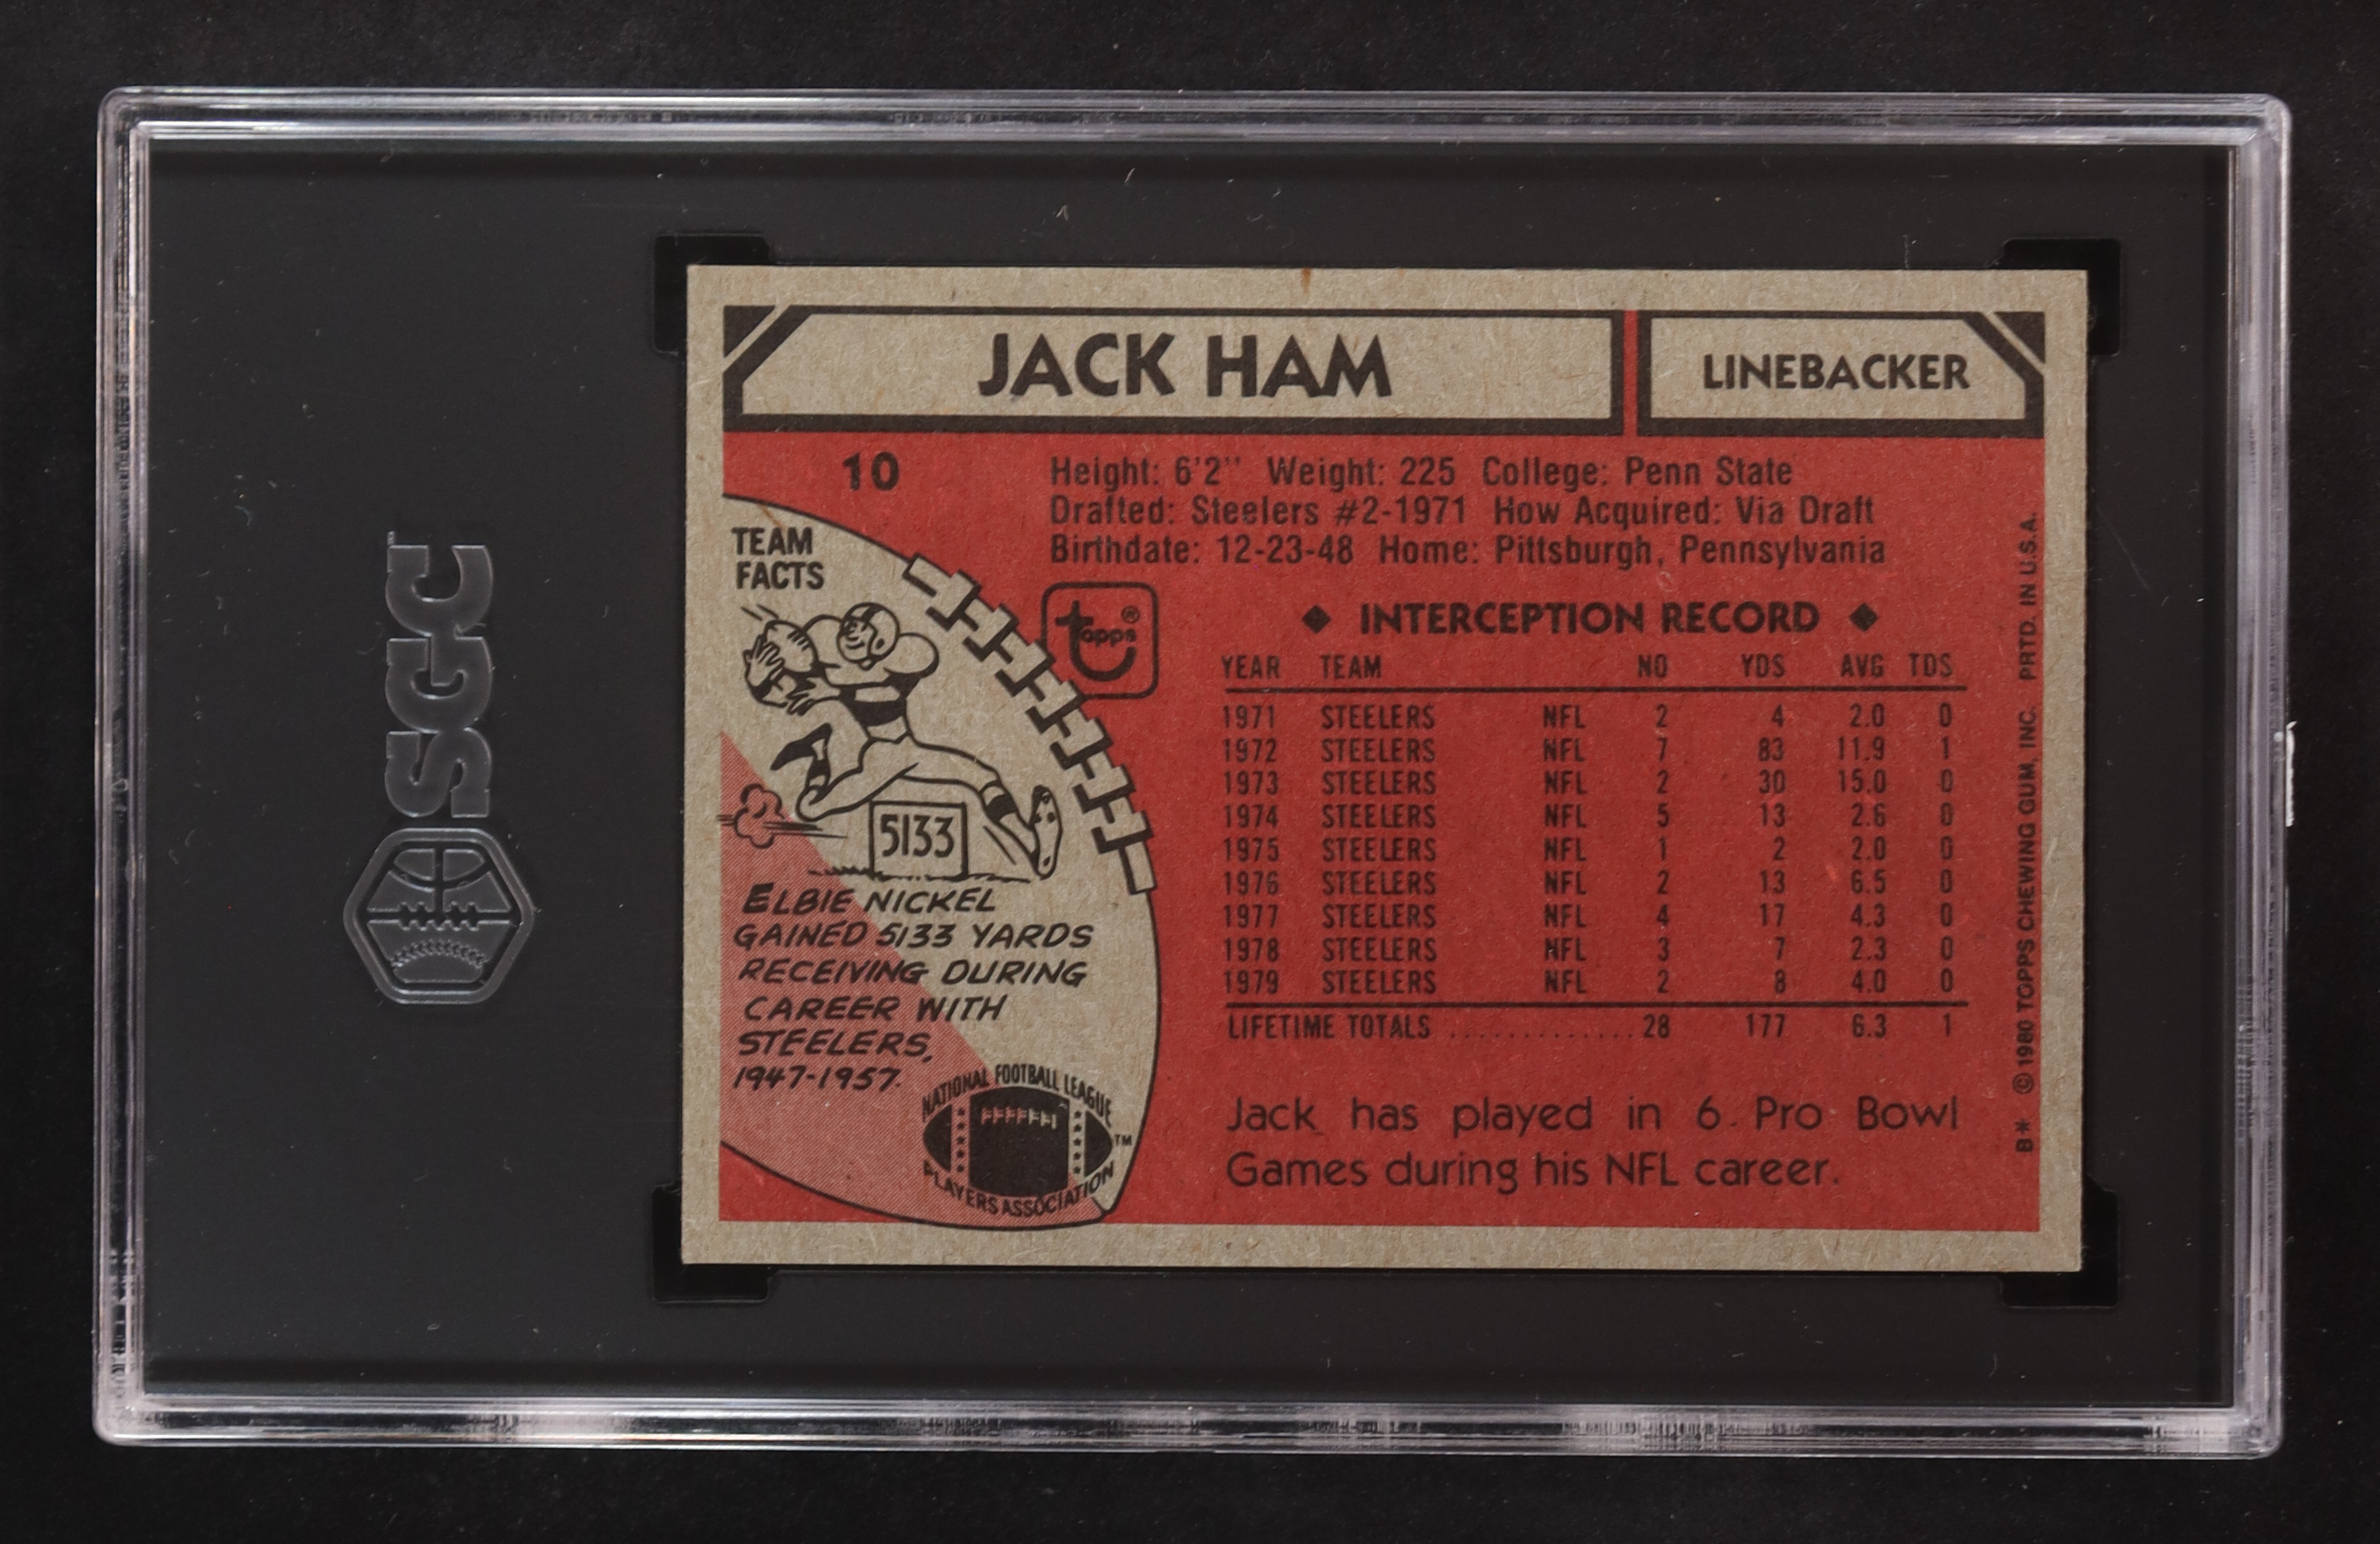 SGC
JACK HAM
LINEBACKER
10
Height: 6'2" Weight: 225 College: Penn State
Drafted: Steelers #2-1971 How Acquired: Via Draft
Birthdate: 12-23-48 Home: Pittsburgh, Pennsylvania
TEAM
FACTS
topps®
5133
ELBIE NICKEL
GAINED 5133 YARDS
RECEIVING DURING
CAREER WITH
STEELERS,
1947-1957.
NATIONAL FOOTBALL LEAGUE
PLAYERS ASSOCIATION
TM
◆ INTERCEPTION RECORD ◆
YEAR TEAM NO YDS AVG TDS
1971 STEELERS NFL 2 4 2.0 0
1972 STEELERS NFL 7 83 11.9 1
1973 STEELERS NFL 2 30 15.0 0
1974 STEELERS NFL 5 13 2.6 0
1975 STEELERS NFL 1 2 2.0 0
1976 STEELERS NFL 2 13 6.5 0
1977 STEELERS NFL 4 17 4.3 0
1978 STEELERS NFL 3 7 2.3 0
1979 STEELERS NFL 2 8 4.0 0
LIFETIME TOTALS .............28 177 6.3 1
Jack has played in 6 Pro Bowl
Games during his NFL career.
B* © 1980 TOPPS CHEWING GUM, INC. PRTD. IN U.S.A.